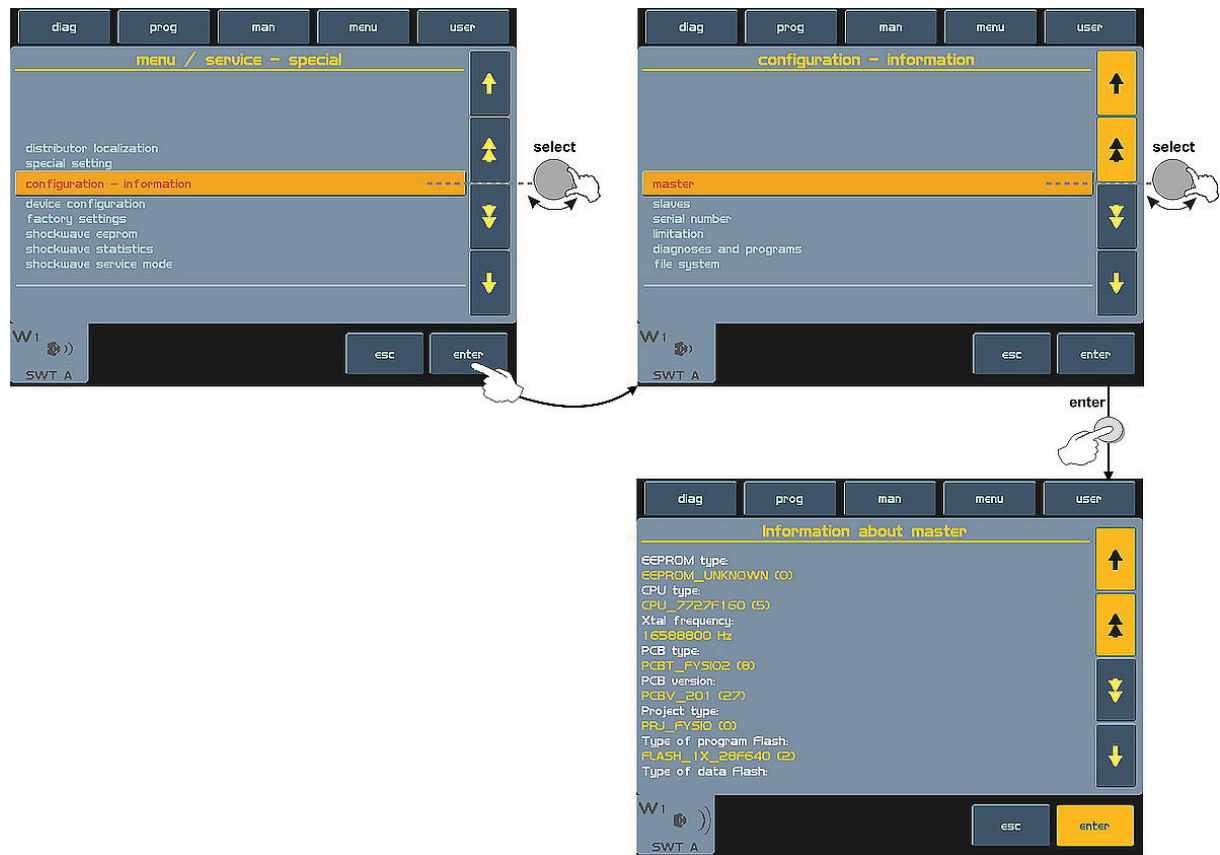 diag prog man menu user
menu / service - special
distributor localization
special setting
configuration - information
device configuration
factory settings
shockwave eeprom
shockwave statistics
shockwave service mode
W1
SWT A
esc enter
select
diag prog man menu user
configuration - information
master
slaves
serial number
limitation
diagnoses and programs
file system
W1
SWT A
esc enter
select
enter
diag prog man menu user
Information about master
EEPROM type:
EEPROM_UNKNOWN (0)
CPU type:
CPU_7727F160 (5)
Xtal frequency:
16588800 Hz
PCB type:
PCBT_FYSIO2 (8)
PCB version:
PCBV_201 (27)
Project type:
PRJ_FYSIO (0)
Type of program Flash:
FLASH_1X_28F640 (2)
Type of data Flash:
W1
SWT A
esc enter